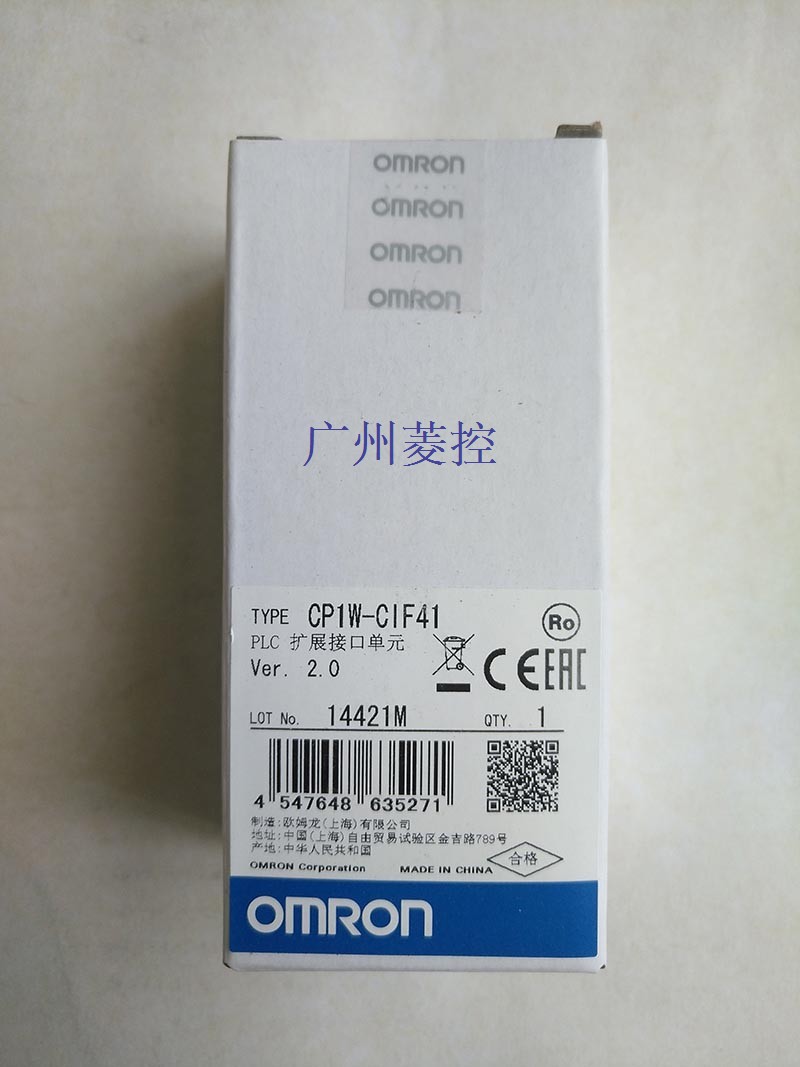 OMRON
OMRON
OMRON
OMRON
广州菱控
TYPE CP1W-CIF41
PLC 扩展接口单元
Ver. 2.0
Ro
CE EAC
LOT No. 14421M QTY. 1
4 547648 635271
制造:欧姆龙(上海)有限公司
地址:中国(上海)自由贸易试验区金吉路789号
产地:中华人民共和国
合格
OMRON Corporation MADE IN CHINA
OMRON